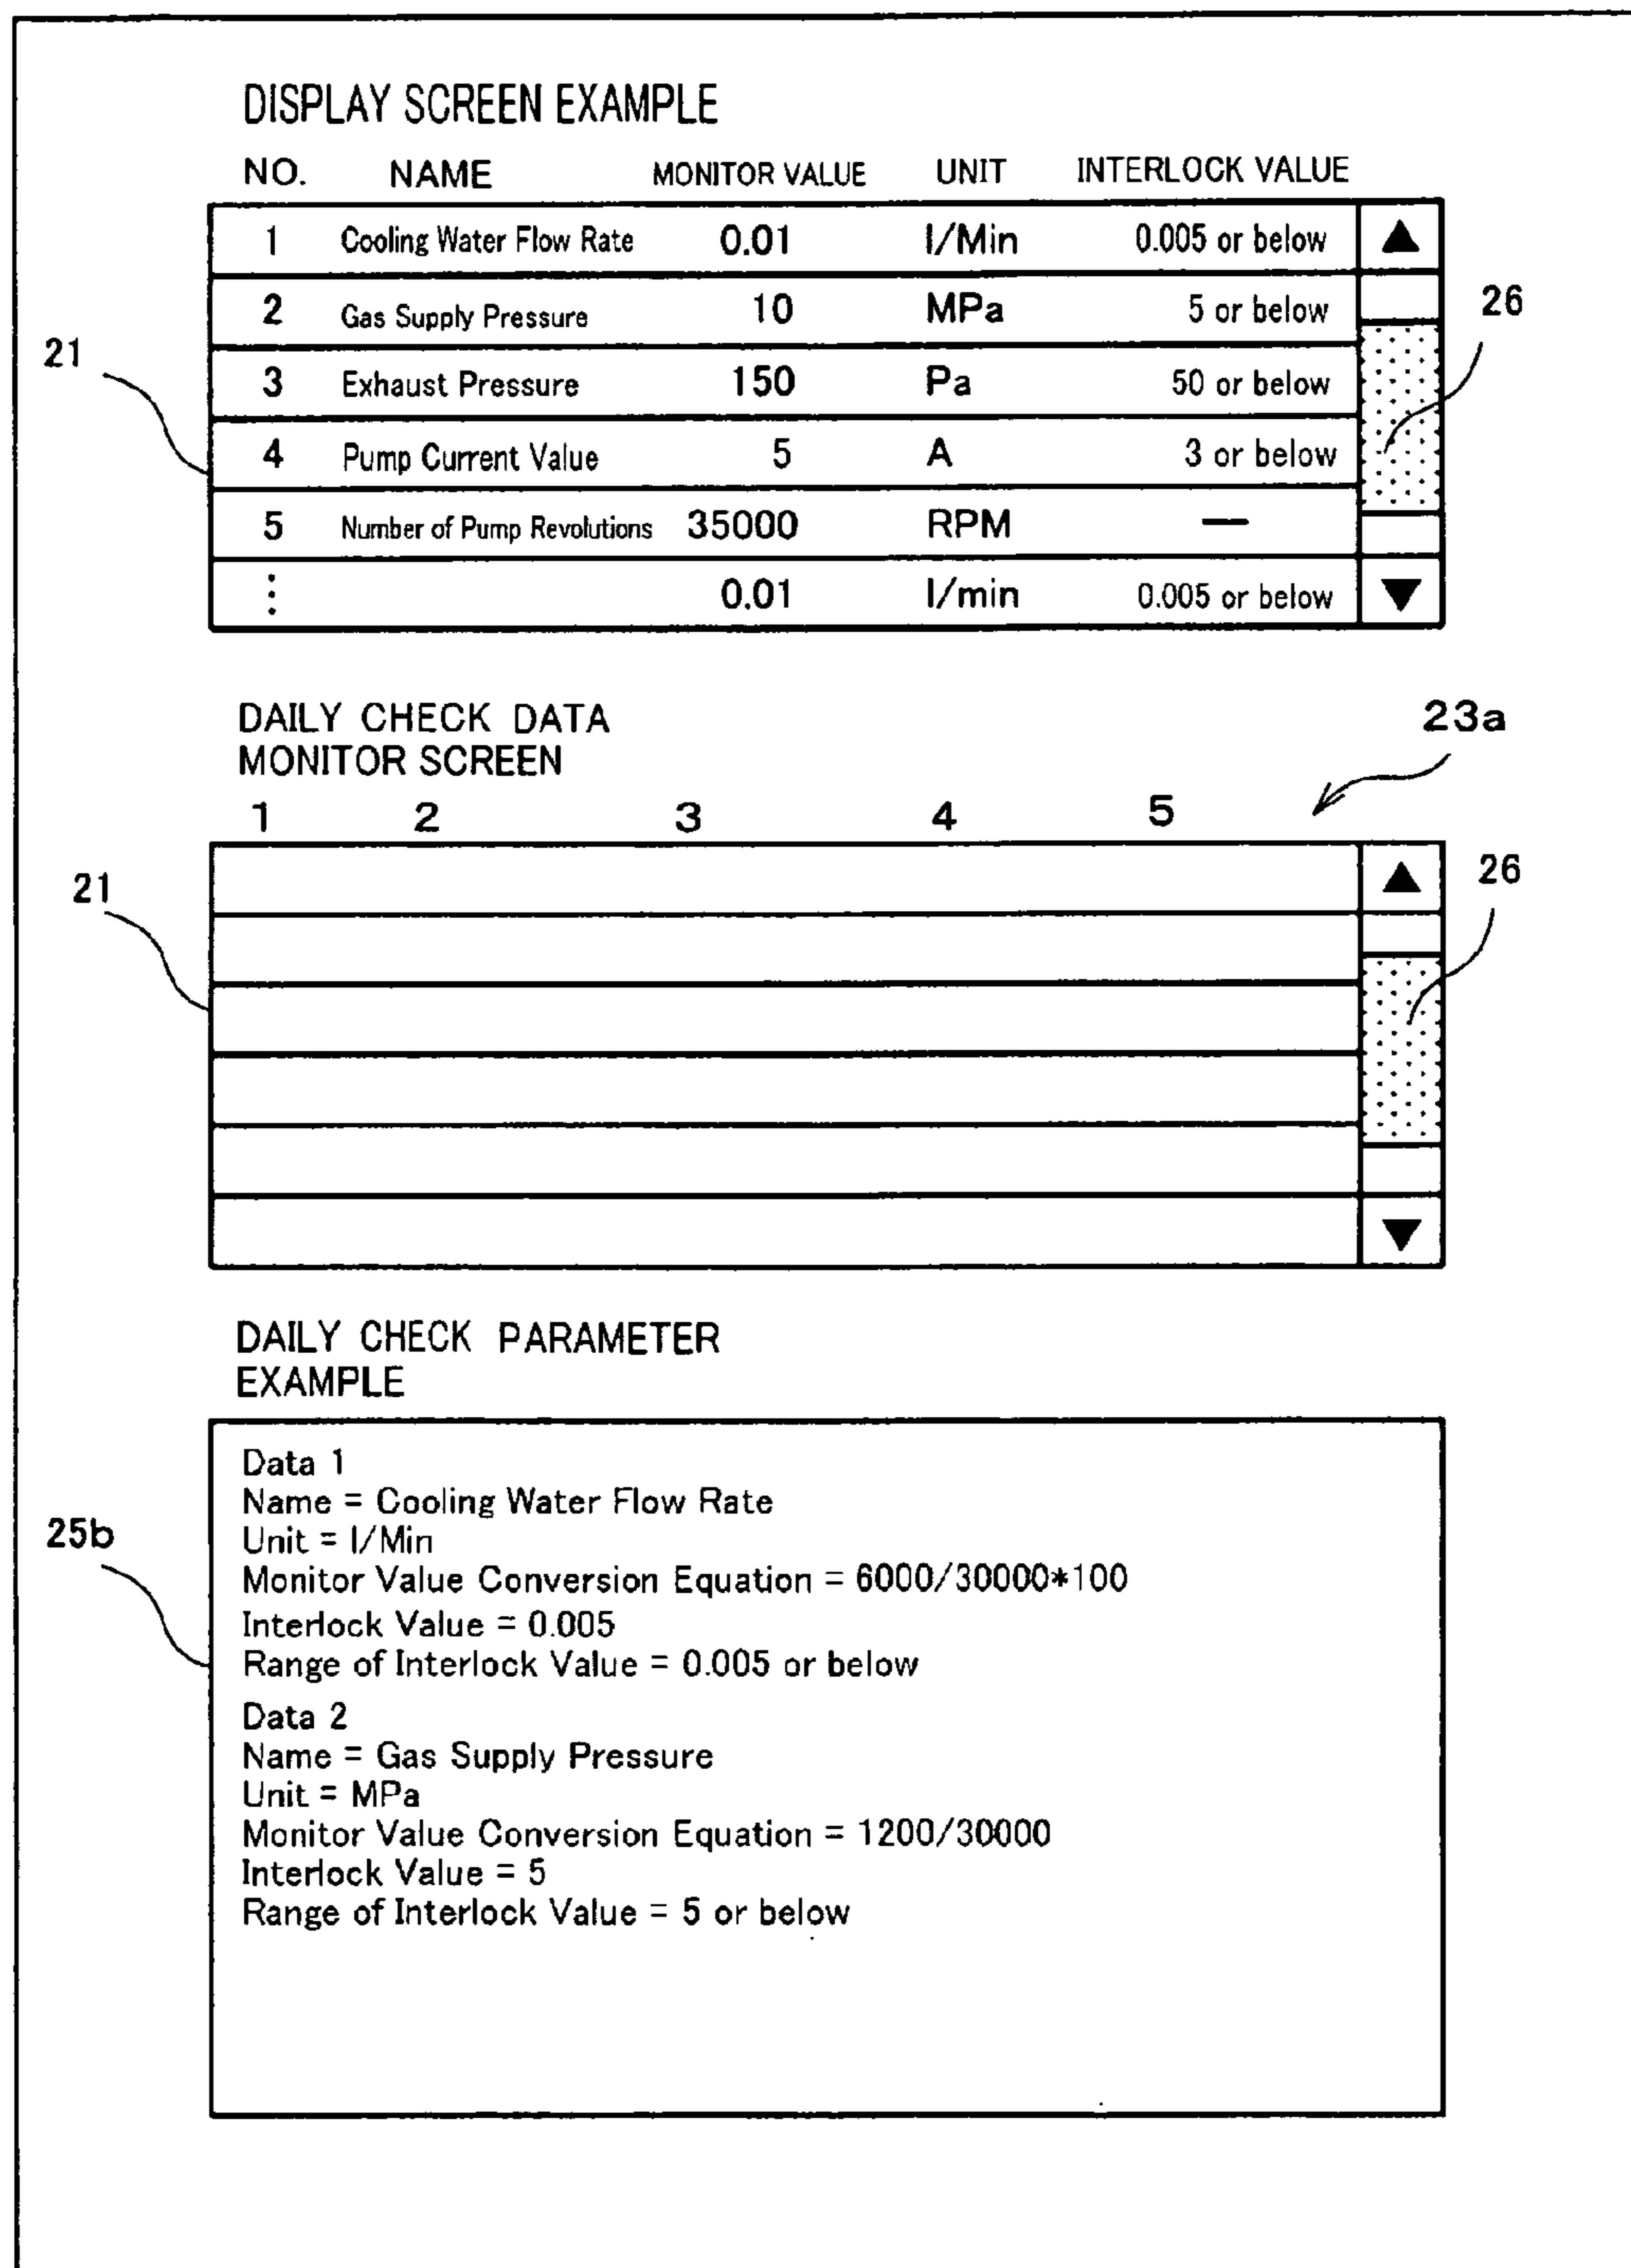 DISPLAY SCREEN EXAMPLE
NO. NAME MONITOR VALUE UNIT INTERLOCK VALUE
1 Cooling Water Flow Rate 0.01 l/Min 0.005 or below ▲
2 Gas Supply Pressure 10 MPa 5 or below
26
21
3 Exhaust Pressure 150 Pa 50 or below
4 Pump Current Value 5 A 3 or below
5 Number of Pump Revolutions 35000 RPM —
⋮ 0.01 l/min 0.005 or below ▼
DAILY CHECK DATA
MONITOR SCREEN
23a
1 2 3 4 5
▲
21
26
▼
DAILY CHECK PARAMETER
EXAMPLE
Data 1
Name = Cooling Water Flow Rate
25b
Unit = l/Min
Monitor Value Conversion Equation = 6000/30000*100
Interlock Value = 0.005
Range of Interlock Value = 0.005 or below
Data 2
Name = Gas Supply Pressure
Unit = MPa
Monitor Value Conversion Equation = 1200/30000
Interlock Value = 5
Range of Interlock Value = 5 or below